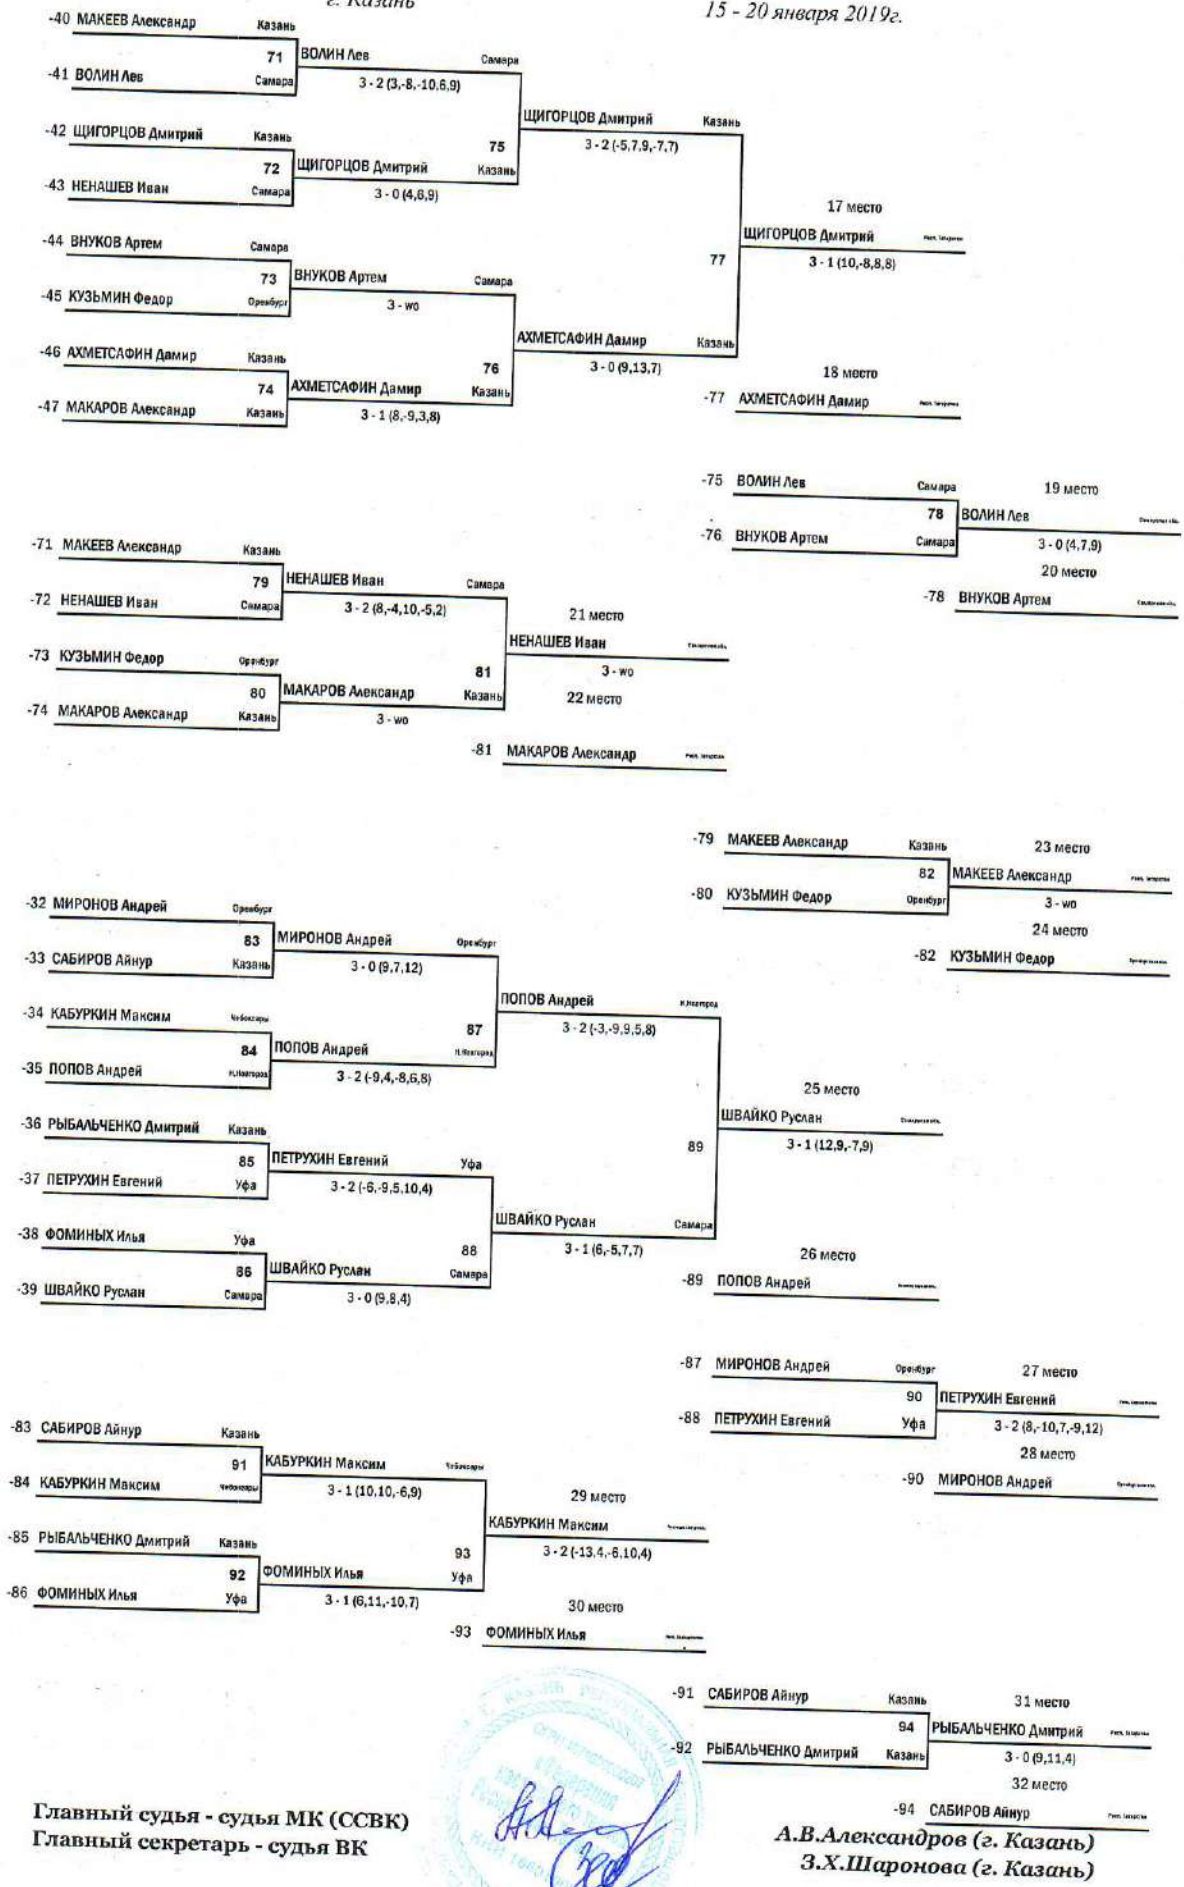 г. Казань
15 - 20 января 2019г.
-40 МАКЕЕВ Александр Казань
71 ВОЛИН Лев Самара
-41 ВОЛИН Лев Самара
3 - 2 (3,-8,-10,6,9)
ЩИГОРЦОВ Дмитрий Казань
-42 ЩИГОРЦОВ Дмитрий Казань
75 3 - 2 (-5,7,9,-7,7)
72 ЩИГОРЦОВ Дмитрий Казань
-43 НЕНАШЕВ Иван Самара
3 - 0 (4,6,9)
17 место
-44 ВНУКОВ Артем Самара
ЩИГОРЦОВ Дмитрий
77 3 - 1 (10,-8,8,8)
73 ВНУКОВ Артем Самара
-45 КУЗЬМИН Федор Оренбург
3 - wo
АХМЕТСАФИН Дамир Казань
-46 АХМЕТСАФИН Дамир Казань
76 3 - 0 (9,13,7)
18 место
74 АХМЕТСАФИН Дамир Казань
-77 АХМЕТСАФИН Дамир
-47 МАКАРОВ Александр Казань
3 - 1 (8,-9,3,8)
-75 ВОЛИН Лев Самара
19 место
78 ВОЛИН Лев
-76 ВНУКОВ Артем Самара
3 - 0 (4,7,9)
20 место
-78 ВНУКОВ Артем
-71 МАКЕЕВ Александр Казань
79 НЕНАШЕВ Иван Самара
-72 НЕНАШЕВ Иван Самара
3 - 2 (8,-4,10,-5,2)
21 место
НЕНАШЕВ Иван
-73 КУЗЬМИН Федор Оренбург
81 3 - wo
80 МАКАРОВ Александр Казань
22 место
-74 МАКАРОВ Александр Казань
3 - wo
-81 МАКАРОВ Александр
-79 МАКЕЕВ Александр Казань
23 место
82 МАКЕЕВ Александр
-80 КУЗЬМИН Федор Оренбург
3 - wo
24 место
-82 КУЗЬМИН Федор
-32 МИРОНОВ Андрей Оренбург
83 МИРОНОВ Андрей Оренбург
-33 САБИРОВ Айнур Казань
3 - 0 (9,7,12)
ПОПОВ Андрей Н.Новгород
-34 КАБУРКИН Максим Чебоксары
87 3 - 2 (-3,-9,9,5,8)
84 ПОПОВ Андрей Н.Новгород
-35 ПОПОВ Андрей Н.Новгород
3 - 2 (-9,4,-8,6,8)
25 место
-36 РЫБАЛЬЧЕНКО Дмитрий Казань
ШВАЙКО Руслан
89 3 - 1 (12,9,-7,9)
85 ПЕТРУХИН Евгений Уфа
-37 ПЕТРУХИН Евгений Уфа
3 - 2 (-6,-9,5,10,4)
ШВАЙКО Руслан Самара
-38 ФОМИНЫХ Илья Уфа
88 3 - 1 (6,-5,7,7)
26 место
86 ШВАЙКО Руслан Самара
-89 ПОПОВ Андрей
-39 ШВАЙКО Руслан Самара
3 - 0 (9,8,4)
-87 МИРОНОВ Андрей Оренбург
27 место
90 ПЕТРУХИН Евгений
-88 ПЕТРУХИН Евгений Уфа
3 - 2 (8,-10,7,-9,12)
28 место
-90 МИРОНОВ Андрей
-83 САБИРОВ Айнур Казань
91 КАБУРКИН Максим Чебоксары
-84 КАБУРКИН Максим Чебоксары
3 - 1 (10,10,-6,9)
29 место
КАБУРКИН Максим
-85 РЫБАЛЬЧЕНКО Дмитрий Казань
93 3 - 2 (-13,4,-6,10,4)
92 ФОМИНЫХ Илья Уфа
-86 ФОМИНЫХ Илья Уфа
3 - 1 (6,11,-10,7)
30 место
-93 ФОМИНЫХ Илья
-91 САБИРОВ Айнур Казань
31 место
94 РЫБАЛЬЧЕНКО Дмитрий
-92 РЫБАЛЬЧЕНКО Дмитрий Казань
3 - 0 (9,11,4)
32 место
-94 САБИРОВ Айнур
Главный судья - судья МК (ССВК)
А.В.Александров (г. Казань)
Главный секретарь - судья ВК
З.Х.Шаронова (г. Казань)